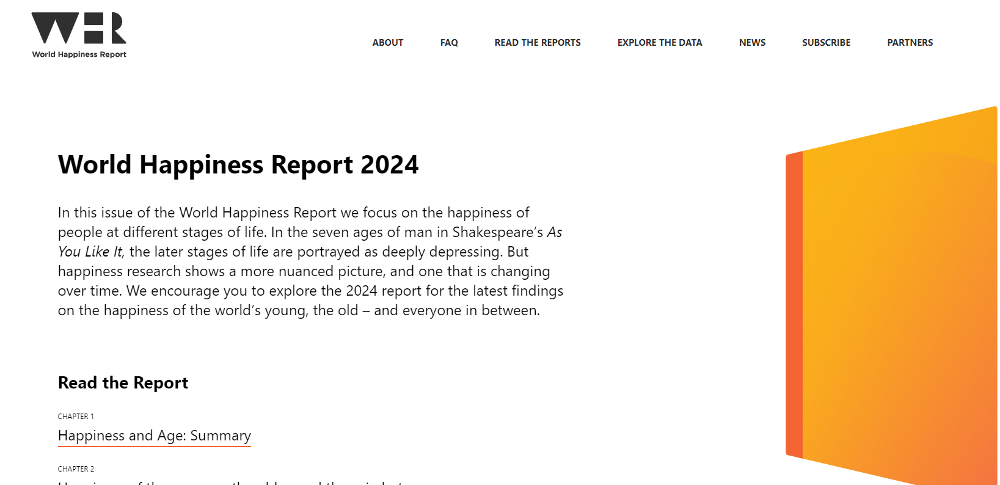 WHR
World Happiness Report
ABOUT FAQ READ THE REPORTS EXPLORE THE DATA NEWS SUBSCRIBE PARTNERS
World Happiness Report 2024
In this issue of the World Happiness Report we focus on the happiness of
people at different stages of life. In the seven ages of man in Shakespeare’s As
You Like It, the later stages of life are portrayed as deeply depressing. But
happiness research shows a more nuanced picture, and one that is changing
over time. We encourage you to explore the 2024 report for the latest findings
on the happiness of the world’s young, the old – and everyone in between.
Read the Report
CHAPTER 1
Happiness and Age: Summary
CHAPTER 2